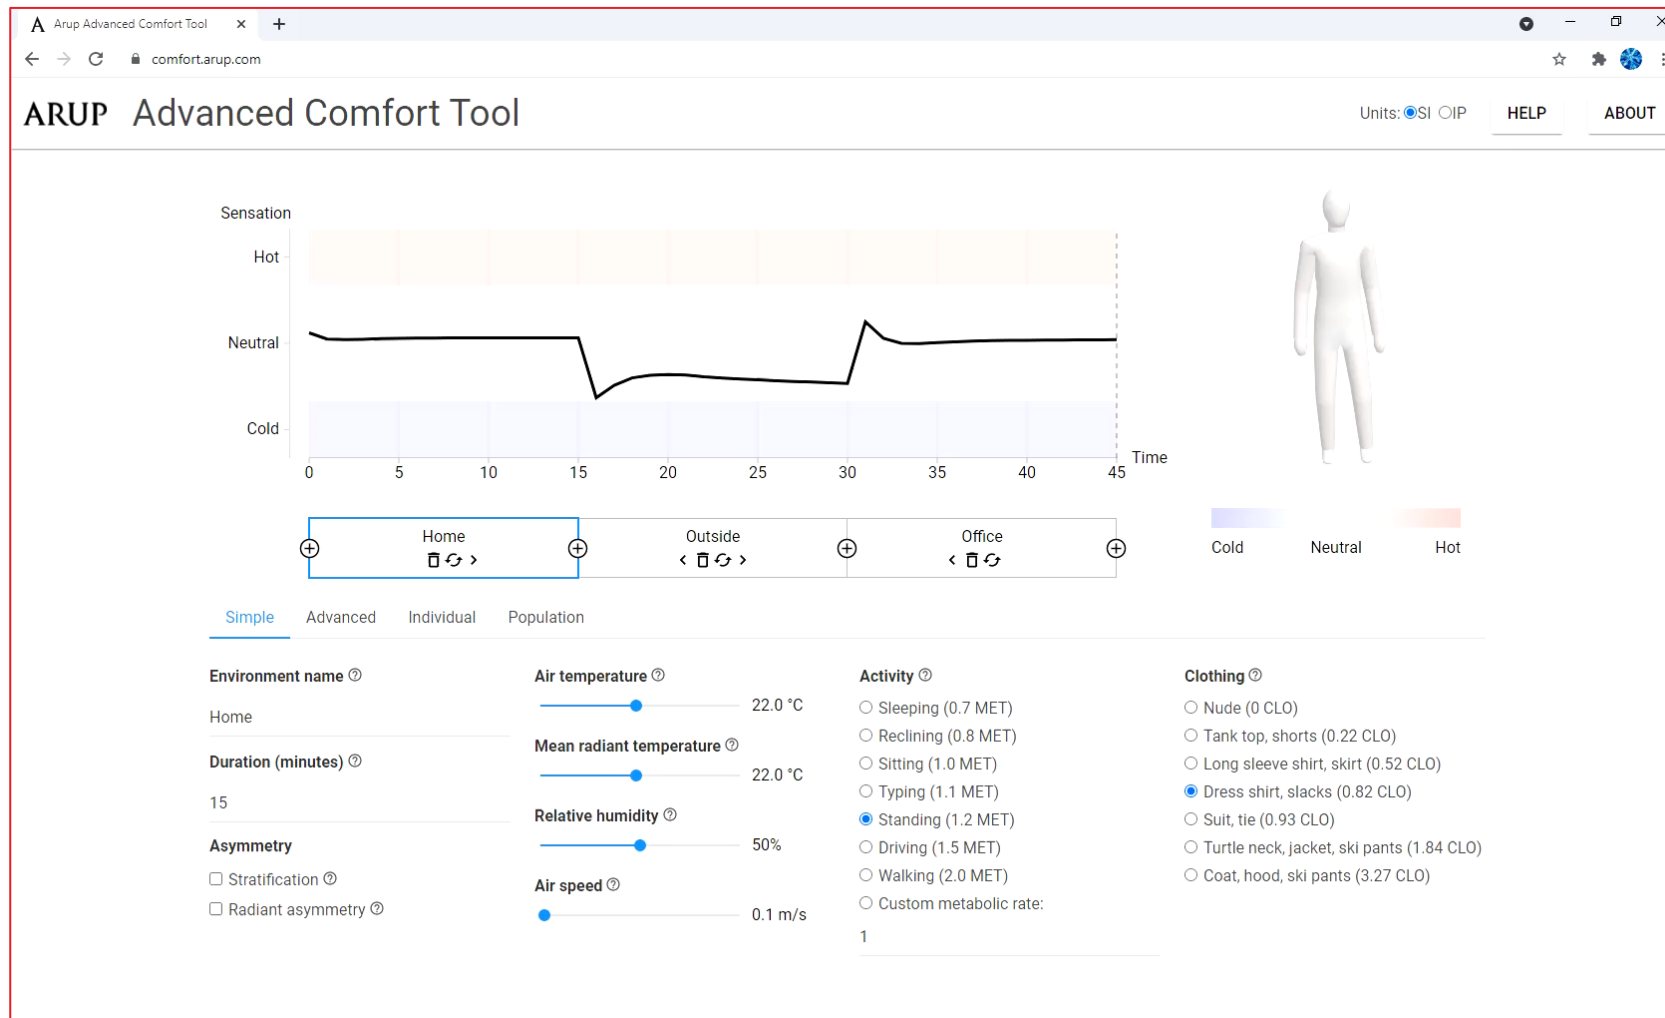 Arup Advanced Comfort Tool
comfort.arup.com
ARUP Advanced Comfort Tool
Units: SI IP HELP ABOUT
Sensation
Hot
Neutral
Cold
0 5 10 15 20 25 30 35 40 45 Time
Home Outside Office
Cold Neutral Hot
Simple Advanced Individual Population
Environment name
Home
Duration (minutes)
15
Asymmetry
Stratification
Radiant asymmetry
Air temperature
22.0 °C
Mean radiant temperature
22.0 °C
Relative humidity
50%
Air speed
0.1 m/s
Activity
Sleeping (0.7 MET)
Reclining (0.8 MET)
Sitting (1.0 MET)
Typing (1.1 MET)
Standing (1.2 MET)
Driving (1.5 MET)
Walking (2.0 MET)
Custom metabolic rate:
1
Clothing
Nude (0 CLO)
Tank top, shorts (0.22 CLO)
Long sleeve shirt, skirt (0.52 CLO)
Dress shirt, slacks (0.82 CLO)
Suit, tie (0.93 CLO)
Turtle neck, jacket, ski pants (1.84 CLO)
Coat, hood, ski pants (3.27 CLO)